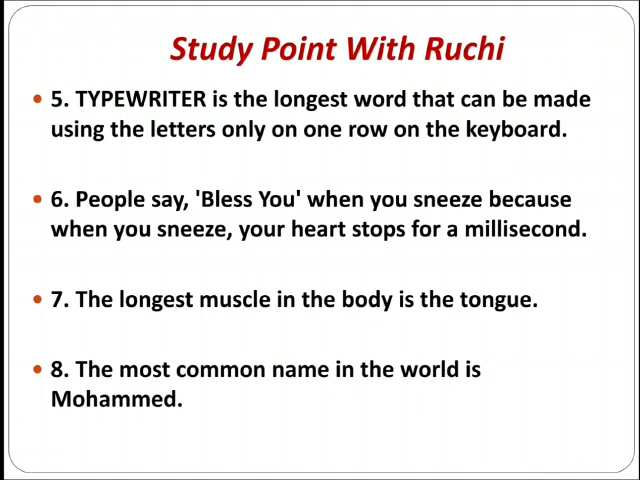 Study Point With Ruchi
• 5. TYPEWRITER is the longest word that can be made
using the letters only on one row on the keyboard.
• 6. People say, 'Bless You' when you sneeze because
when you sneeze, your heart stops for a millisecond.
• 7. The longest muscle in the body is the tongue.
• 8. The most common name in the world is
Mohammed.